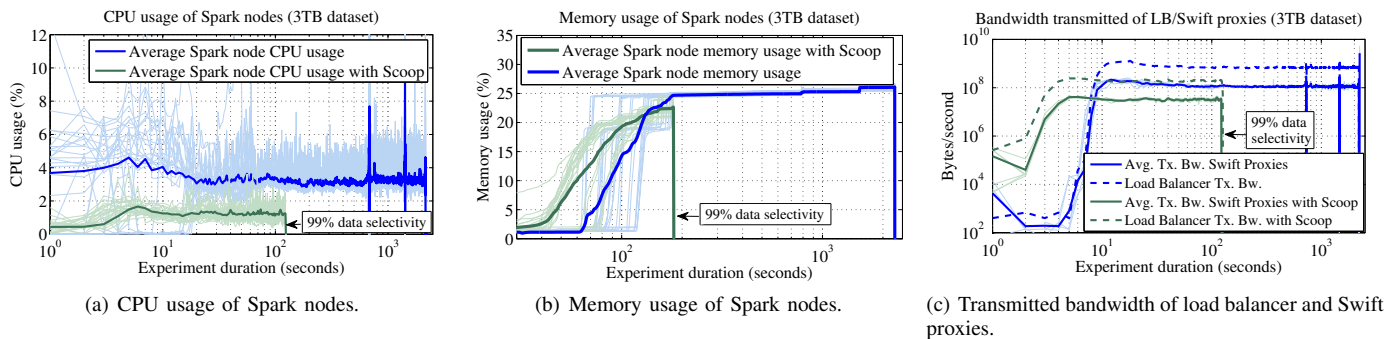 CPU usage of Spark nodes (3TB dataset)
12
10
8
6
4
2
0
CPU usage (%)
Average Spark node CPU usage
Average Spark node CPU usage with Scoop
99% data selectivity
10^0
10^1
10^2
10^3
Experiment duration (seconds)
(a) CPU usage of Spark nodes.
Memory usage of Spark nodes (3TB dataset)
40
35
30
25
20
15
10
5
0
Memory usage (%)
Average Spark node memory usage with Scoop
Average Spark node memory usage
99% data selectivity
10^2
10^3
Experiment duration (seconds)
(b) Memory usage of Spark nodes.
Bandwidth transmitted of LB/Swift proxies (3TB dataset)
10^10
10^8
10^6
10^4
10^2
Bytes/second
99% data
selectivity
Avg. Tx. Bw. Swift Proxies
Load Balancer Tx. Bw.
Avg. Tx. Bw. Swift Proxies with Scoop
Load Balancer Tx. Bw. with Scoop
10^0
10^1
10^2
10^3
Experiment duration (seconds)
(c) Transmitted bandwidth of load balancer and Swift
proxies.